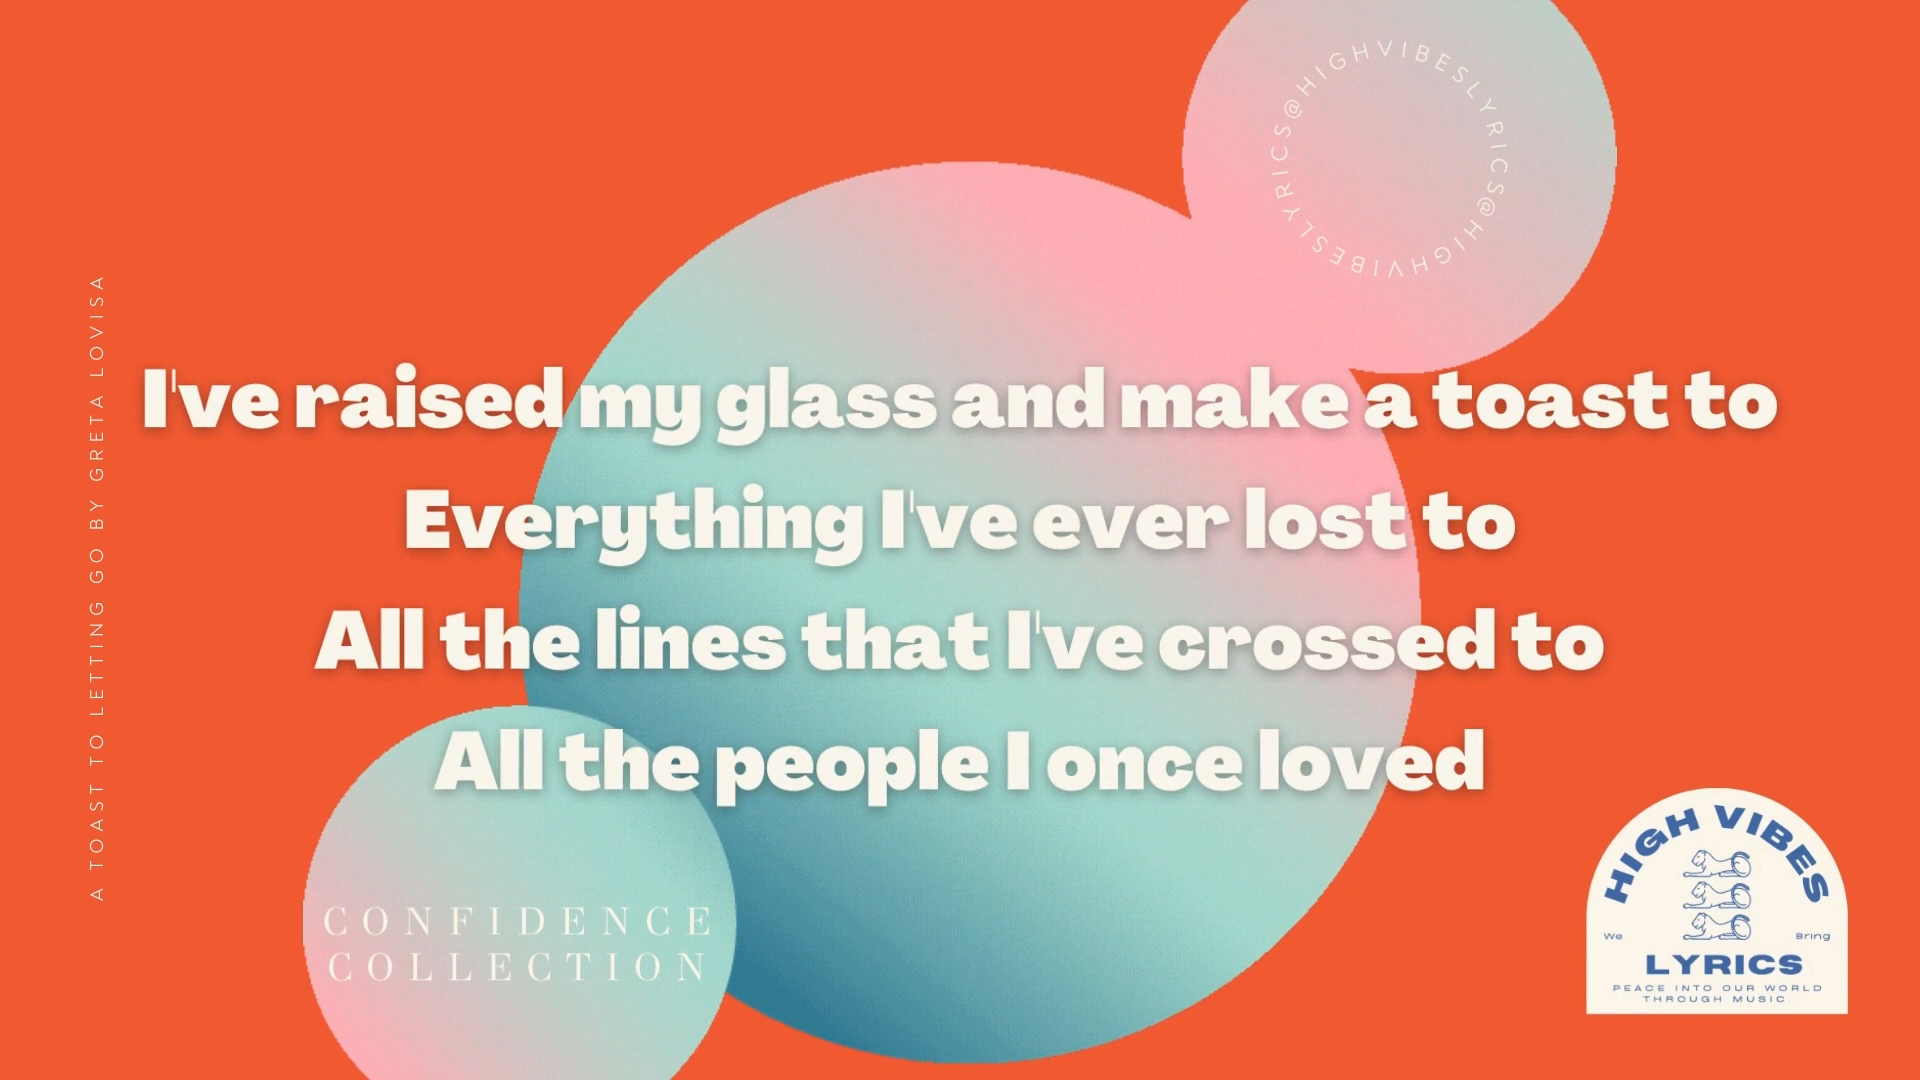 @HIGHVIBESLYRICS@HIGHVIBESLYRICS
A TOAST TO LETTING GO BY GRETA LOVISA
I've raised my glass and make a toast to
Everything I've ever lost to
All the lines that I've crossed to
All the people I once loved
CONFIDENCE
COLLECTION
HIGH VIBES
We Bring
LYRICS
PEACE INTO OUR WORLD
THROUGH MUSIC